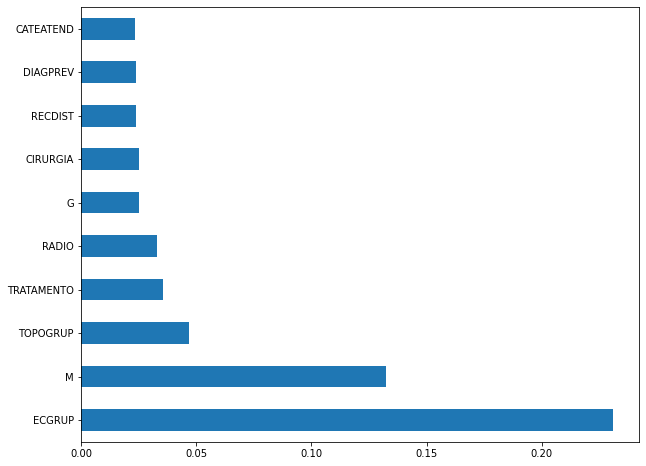 CATEATEND
DIAGPREV
RECDIST
CIRURGIA
G
RADIO
TRATAMENTO
TOPOGRUP
M
ECGRUP
0.00 0.05 0.10 0.15 0.20